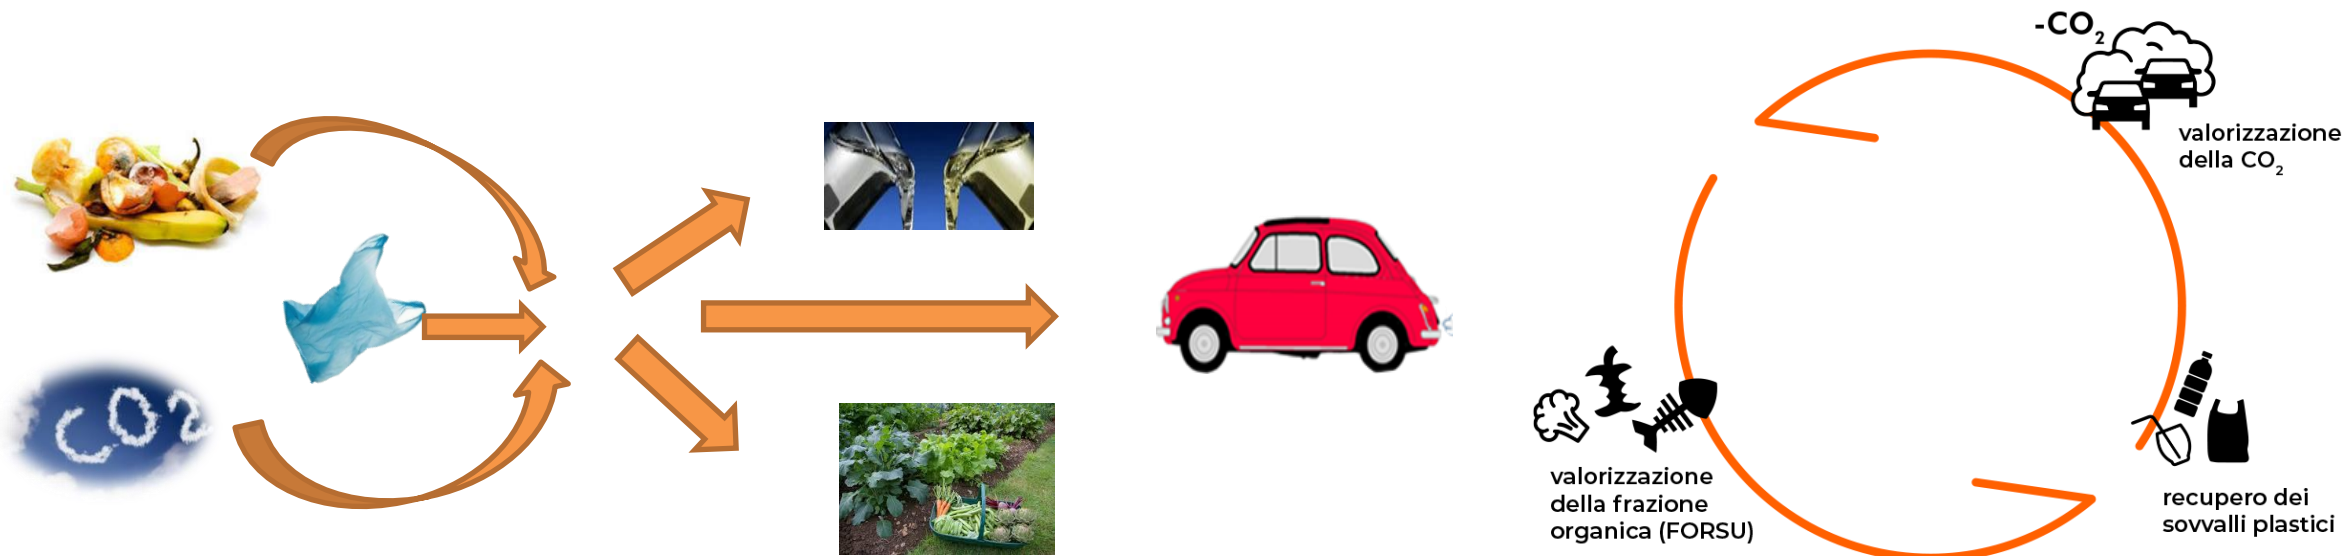 CO2
-CO2
valorizzazione
della CO2
valorizzazione
della frazione
organica (FORSU)
recupero dei
sovvalli plastici